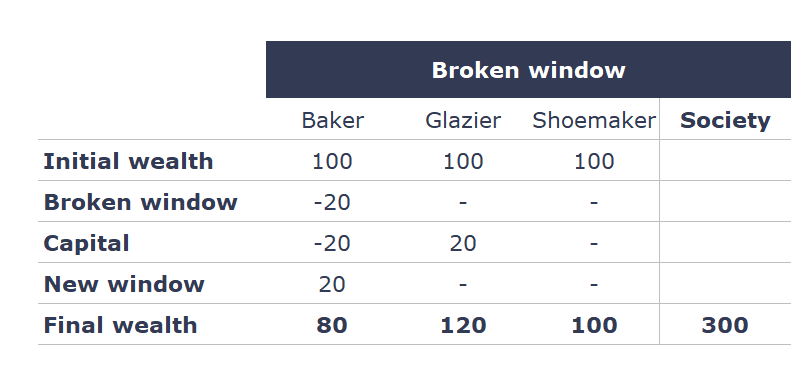 Broken window
Baker Glazier Shoemaker Society
Initial wealth 100 100 100
Broken window -20 - -
Capital -20 20 -
New window 20 - -
Final wealth 80 120 100 300